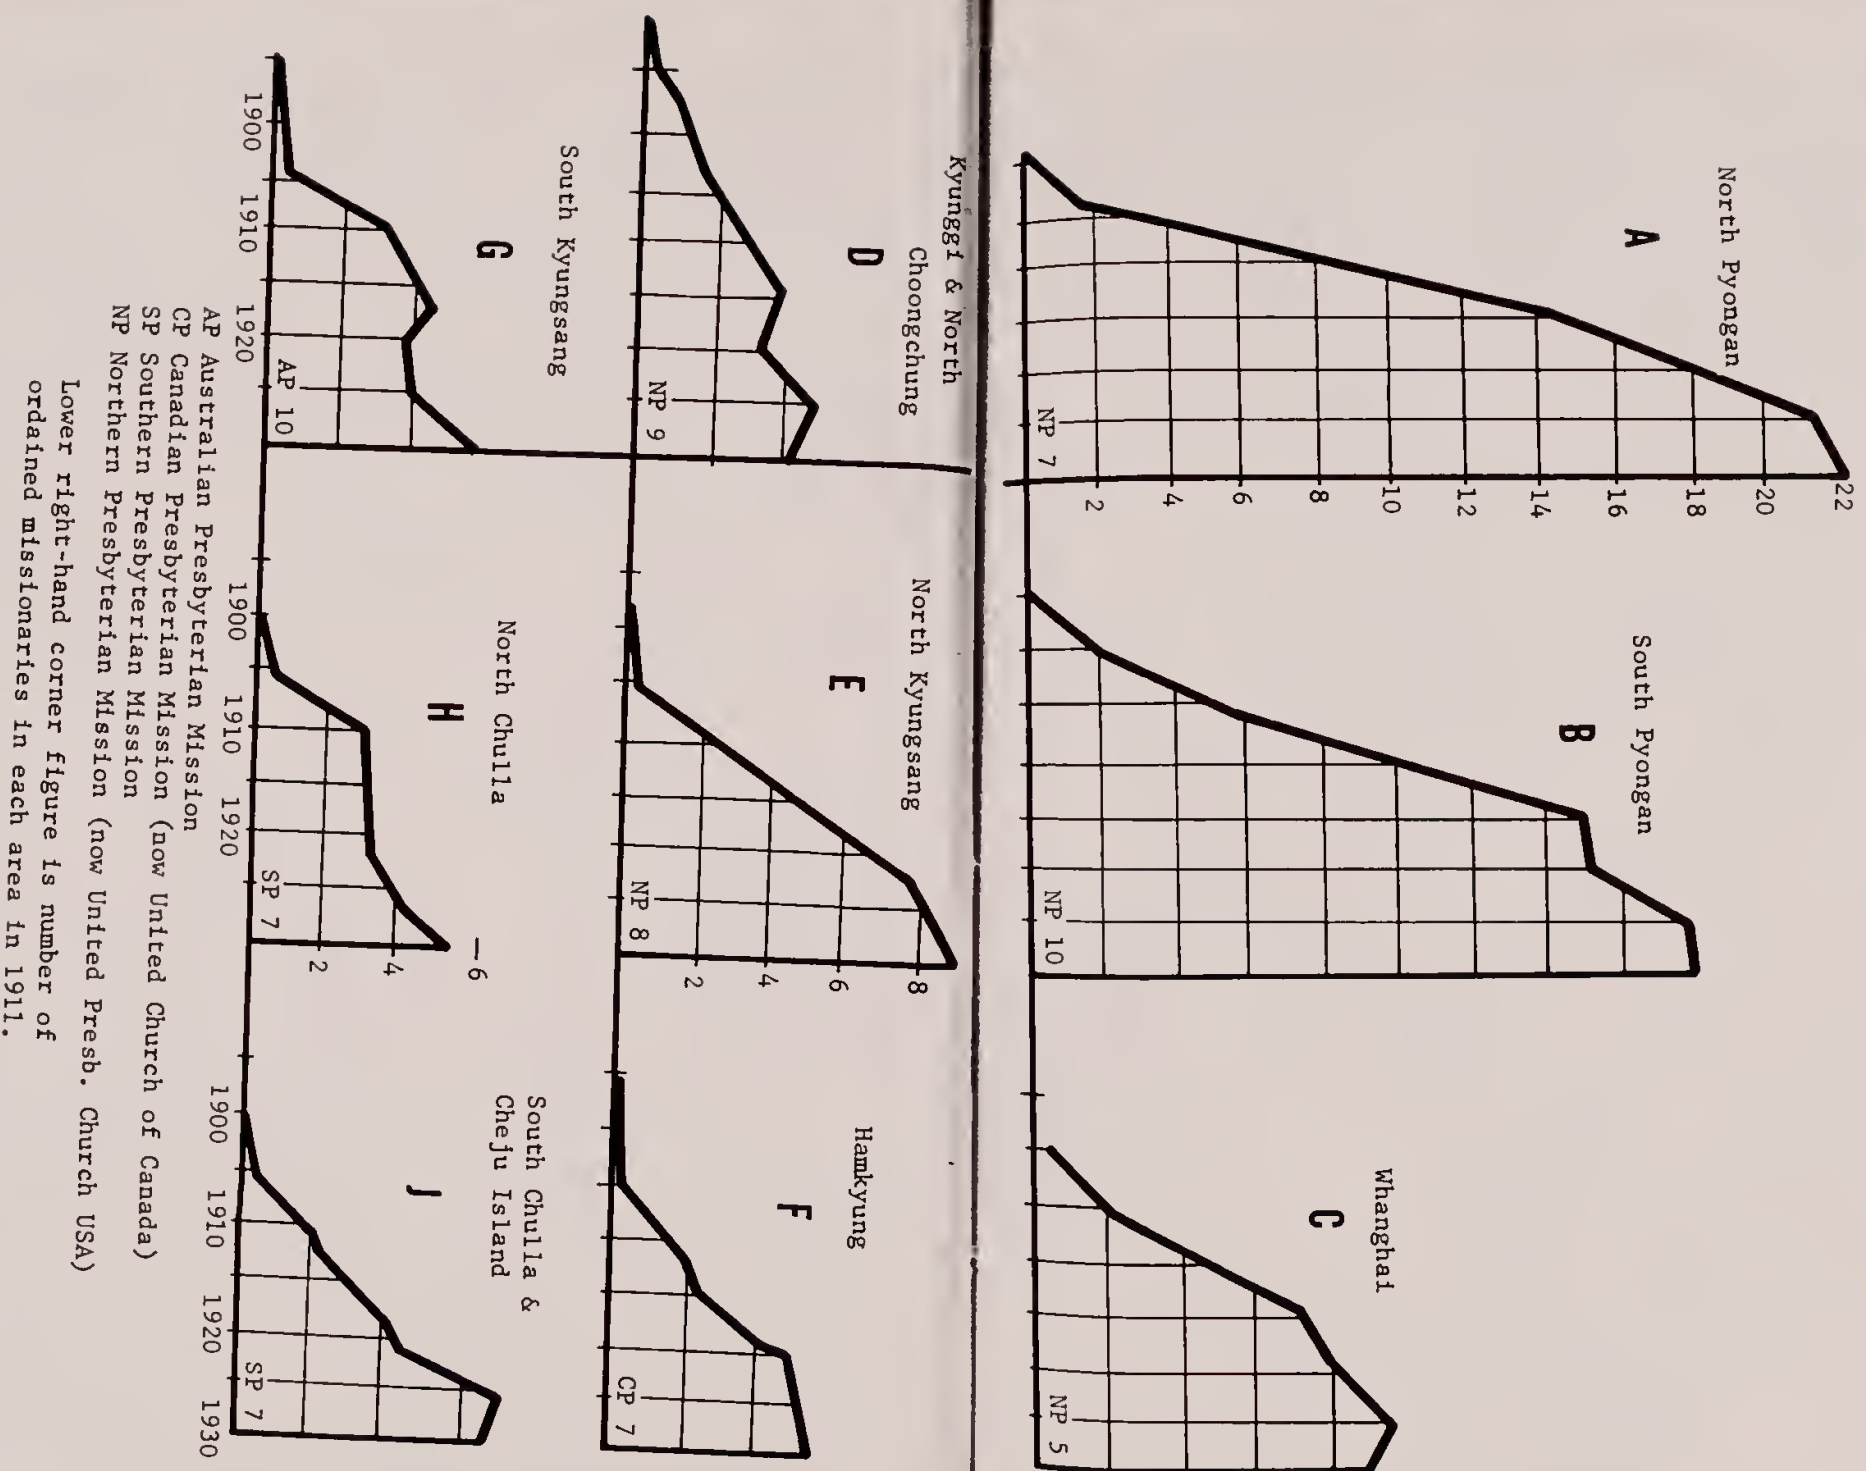 North Pyongan
A
NP 7
2 4 6 8 10 12 14 16 18 20 22
South Pyongan
B
NP 10
Whanghai
C
NP 5
Kyunggi & North
Choongchung
D
NP 9
North Kyungsang
E
NP 8
2 4 6 8
Hamkyung
F
CP 7
South Kyungsang
G
AP 10
1900 1910 1920
North Chulla
H
SP 7
2 4 6
1900 1910 1920
South Chulla &
Cheju Island
J
SP 7
1900 1910 1920 1930
AP Australian Presbyterian Mission
CP Canadian Presbyterian Mission (now United Church of Canada)
SP Southern Presbyterian Mission
NP Northern Presbyterian Mission (now United Presb. Church USA)
Lower right-hand corner figure is number of
ordained missionaries in each area in 1911.